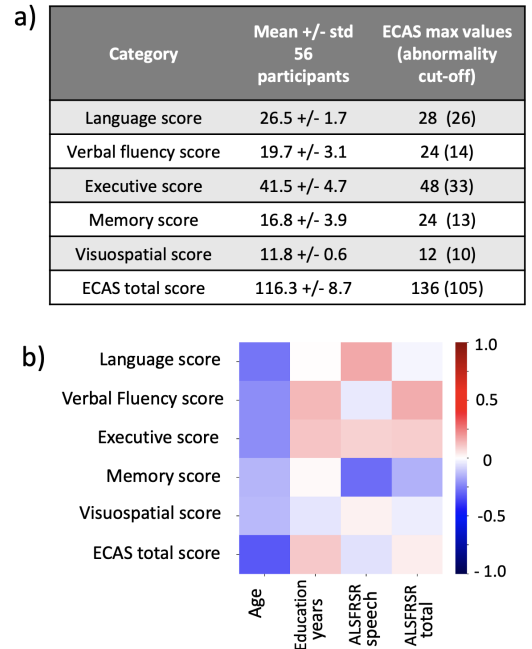 a)
Category
Mean +/- std
56
participants
ECAS max values
(abnormality
cut-off)
Language score 26.5 +/- 1.7 28 (26)
Verbal fluency score 19.7 +/- 3.1 24 (14)
Executive score 41.5 +/- 4.7 48 (33)
Memory score 16.8 +/- 3.9 24 (13)
Visuospatial score 11.8 +/- 0.6 12 (10)
ECAS total score 116.3 +/- 8.7 136 (105)
b)
Language score
Verbal Fluency score
Executive score
Memory score
Visuospatial score
ECAS total score
1.0
0.5
0
-0.5
- 1.0
Age
Education
years
ALSFRSR
speech
ALSFRSR
total